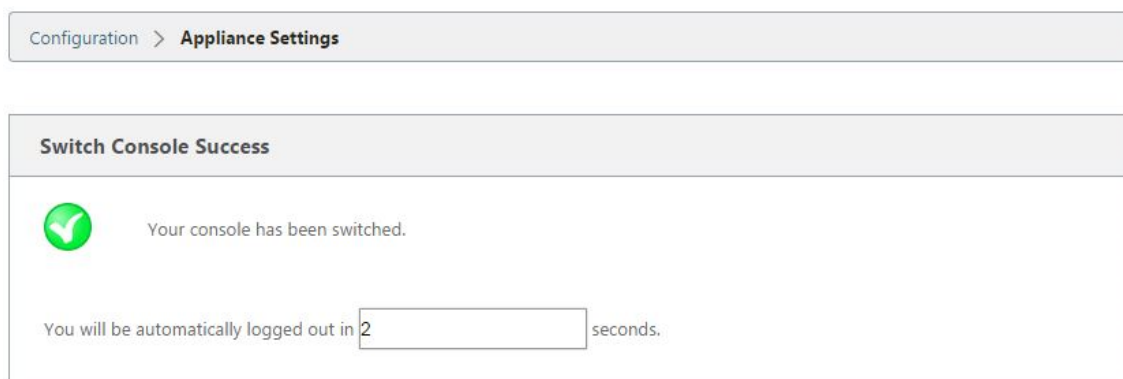 Configuration > Appliance Settings
Switch Console Success
Your console has been switched.
You will be automatically logged out in 2 seconds.